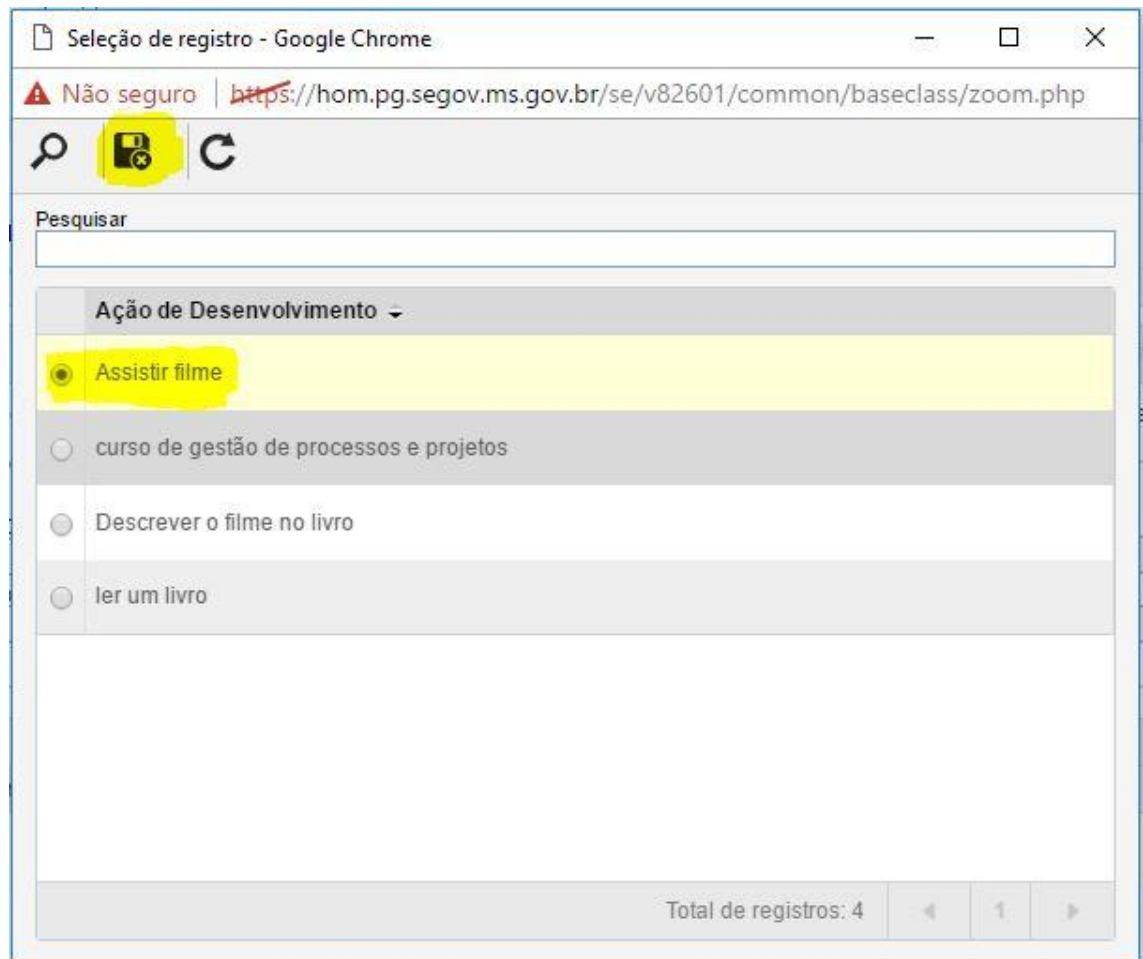 Seleção de registro - Google Chrome
Não seguro | https://hom.pg.segov.ms.gov.br/se/v82601/common/baseclass/zoom.php
Pesquisar
Ação de Desenvolvimento
Assistir filme
curso de gestão de processos e projetos
Descrever o filme no livro
ler um livro
Total de registros: 4
1